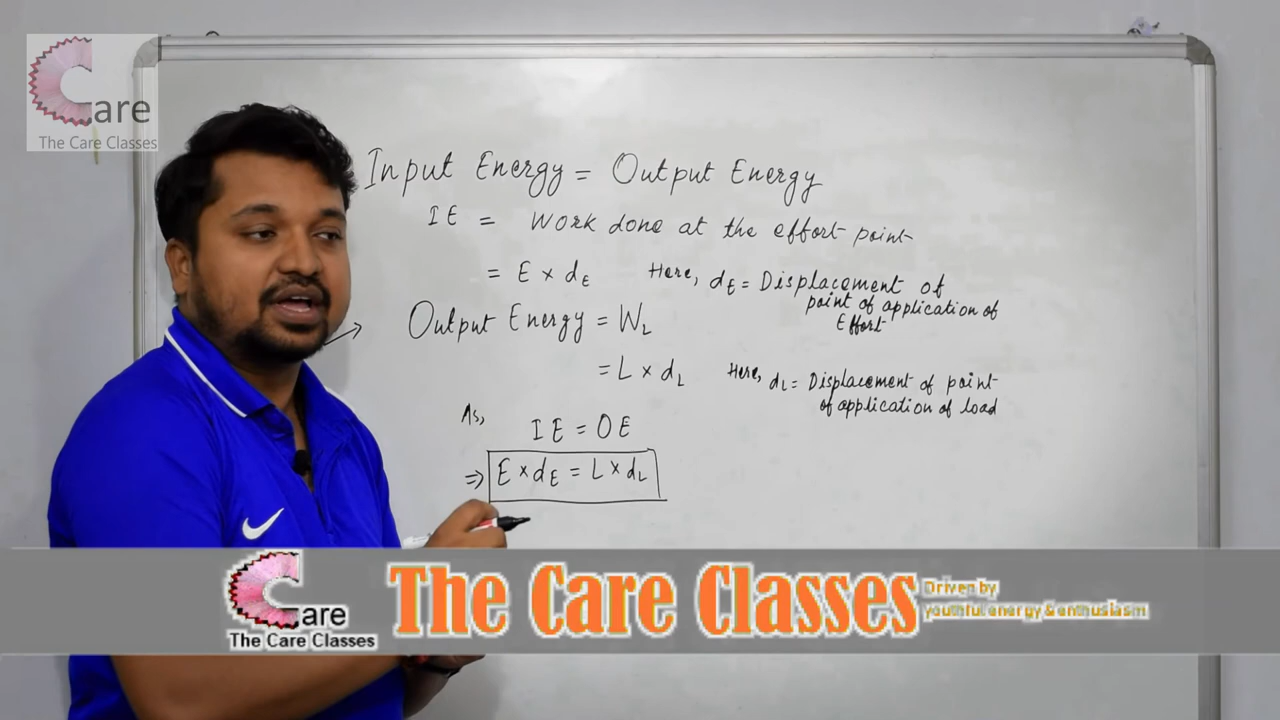 Care
The Care Classes
Input Energy = Output Energy
IE = Work done at the effort point
= E × dE Here, dE = Displacement of
point of application of
Effort
Output Energy = WL
= L × dL Here, dL = Displacement of point
of application of load
As,
IE = OE
⇒ E × dE = L × dL
Care
The Care Classes
The Care Classes
Driven by
youthful energy & enthusiasm